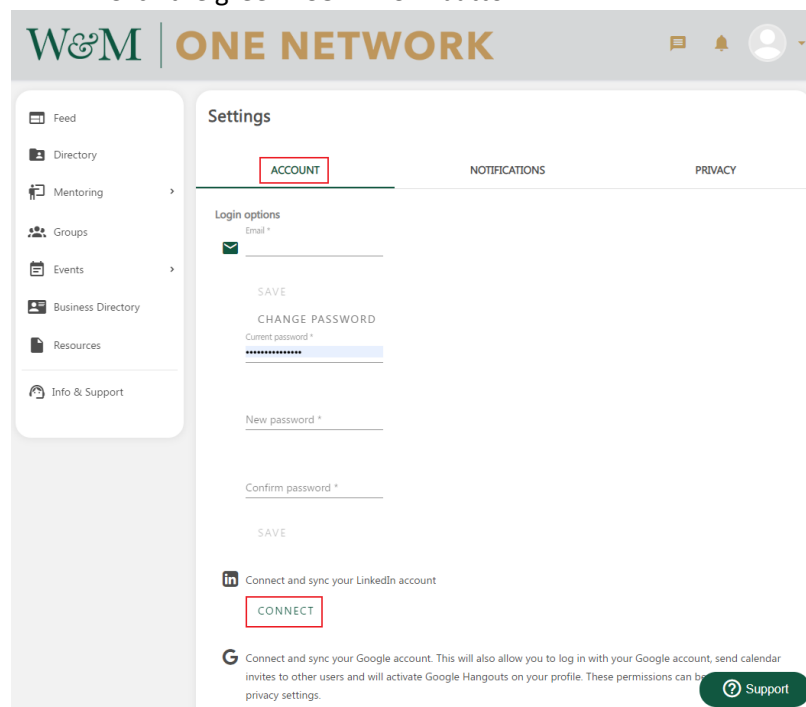 W&M | ONE NETWORK
Feed
Directory
Mentoring
Groups
Events
Business Directory
Resources
Info & Support
Settings
ACCOUNT NOTIFICATIONS PRIVACY
Login options
Email *
SAVE
CHANGE PASSWORD
Current password *
•••••••••••••••
New password *
Confirm password *
SAVE
in Connect and sync your LinkedIn account
CONNECT
G Connect and sync your Google account. This will also allow you to log in with your Google account, send calendar
invites to other users and will activate Google Hangouts on your profile. These permissions can be
privacy settings.
? Support